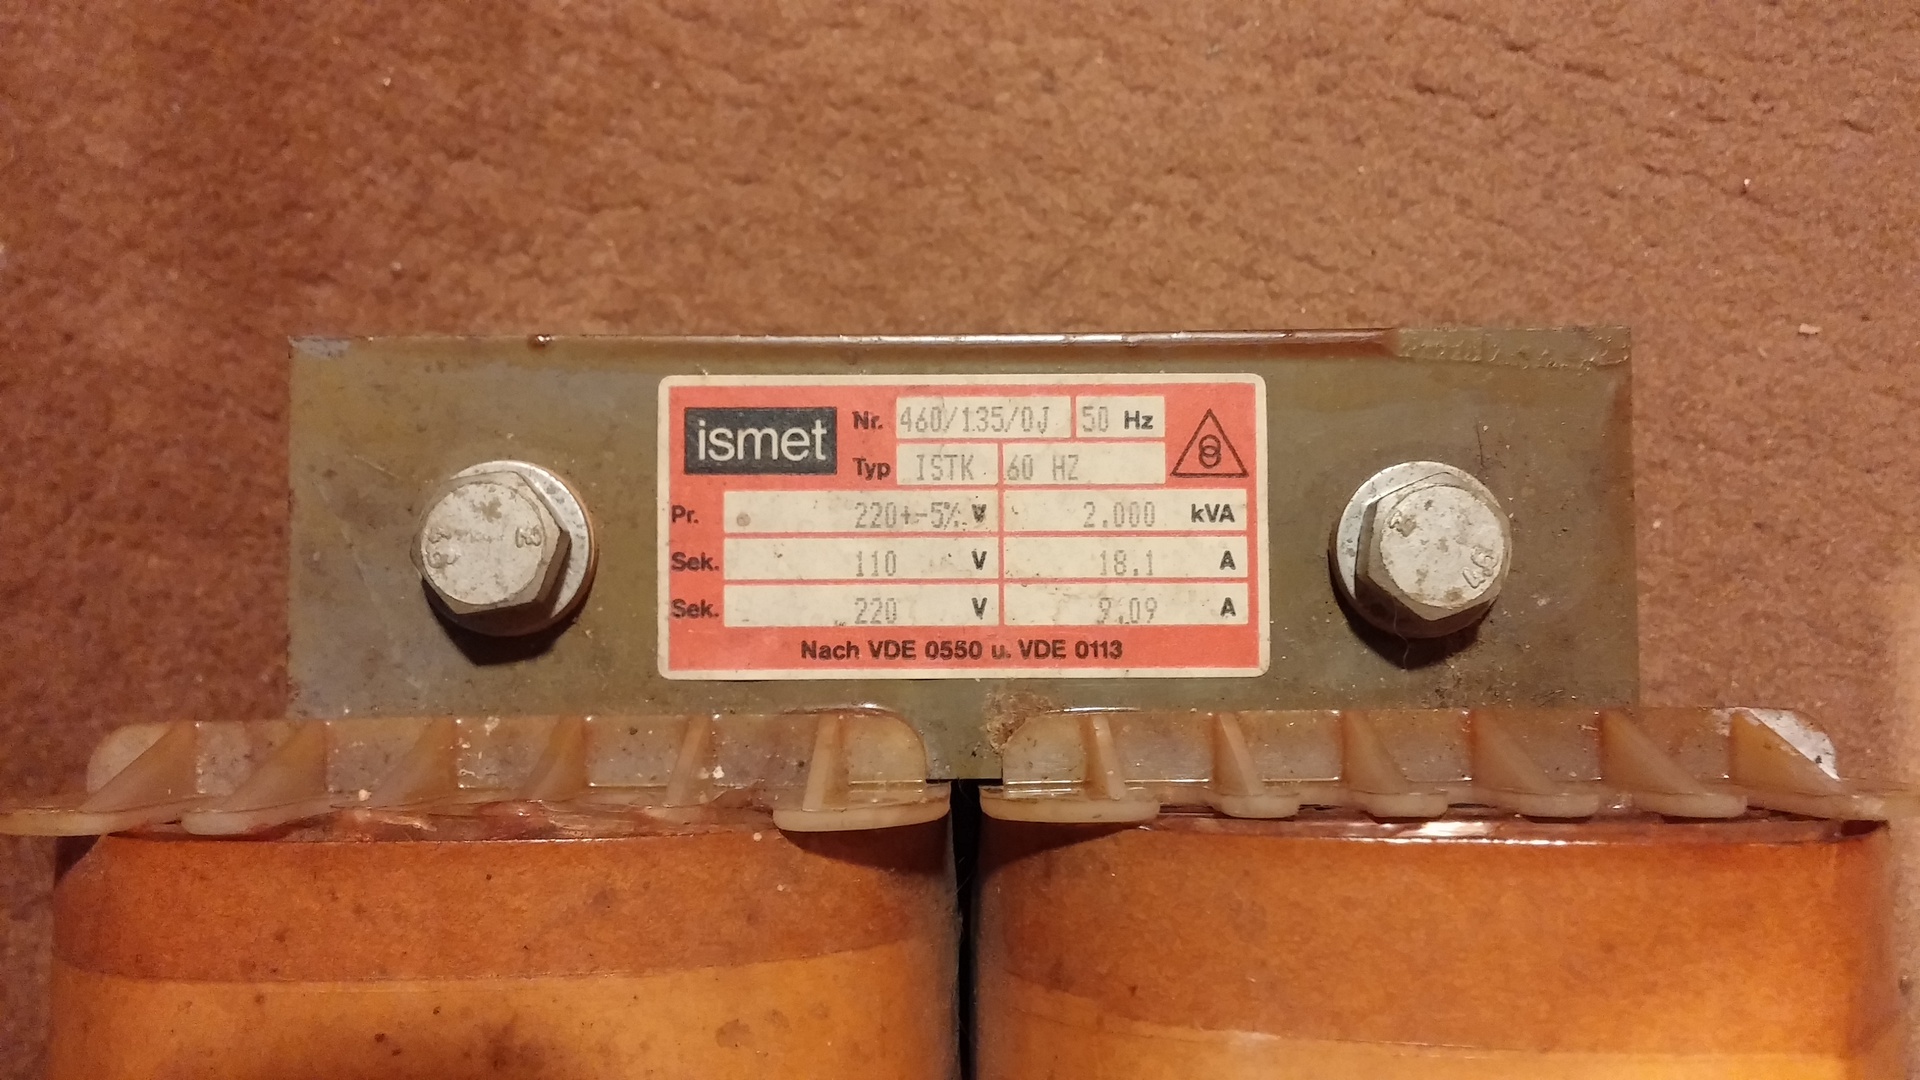 ismet Nr. 460/135/0J 50 Hz
Typ ISTK 60 HZ
Pr. 220+-5% V 2.000 kVA
Sek. 110 V 18.1 A
Sek. 220 V 9.09 A
Nach VDE 0550 u. VDE 0113